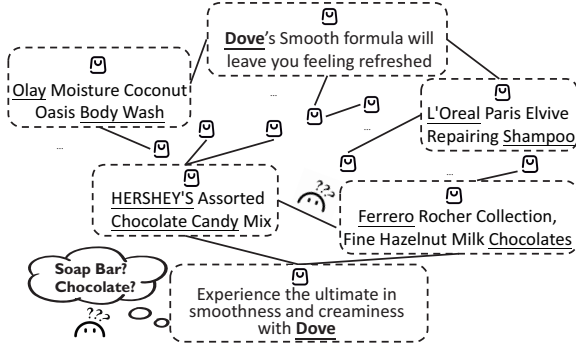 Dove's Smooth formula will
leave you feeling refreshed
Olay Moisture Coconut
Oasis Body Wash
...
...
L'Oreal Paris Elvive
Repairing Shampoo
...
...
HERSHEY'S Assorted
Chocolate Candy Mix
???
Ferrero Rocher Collection,
Fine Hazelnut Milk Chocolates
Soap Bar?
Chocolate?
???
Experience the ultimate in
smoothness and creaminess
with Dove